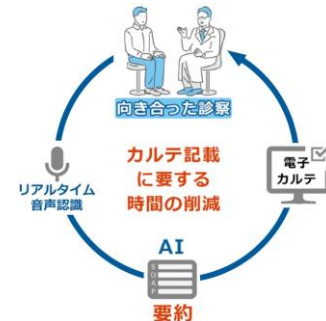 向き合った診察
カルテ記載
に要する
時間の削減
リアルタイム
音声認識
電子
カルテ
AI
SOAP
要約